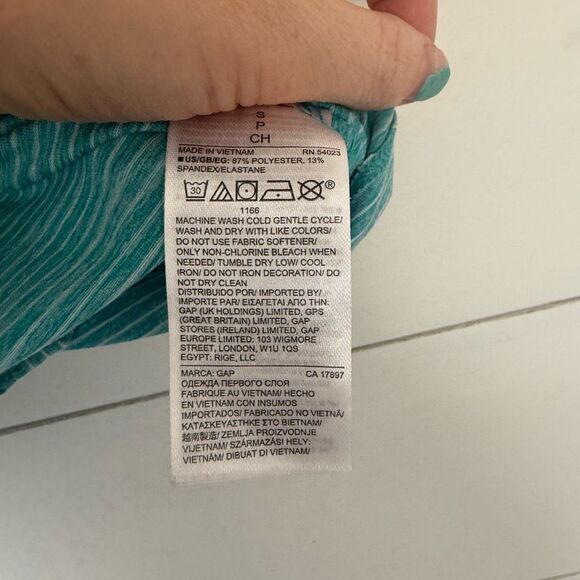 S
P
CH
MADE IN VIETNAM RN 54023
■US/GB/EG: 87% POLYESTER, 13%
SPANDEX/ELASTANE
30 ®
1166
MACHINE WASH COLD GENTLE CYCLE/
WASH AND DRY WITH LIKE COLORS/
DO NOT USE FABRIC SOFTENER/
ONLY NON-CHLORINE BLEACH WHEN
NEEDED/ TUMBLE DRY LOW/ COOL
IRON/ DO NOT IRON DECORATION/ DO
NOT DRY CLEAN
DISTRIBUIDO POR/ IMPORTED BY/
IMPORTE PAR/ ΕΙΣΑΓΕΤΑΙ ΑΠΟ ΤΗΝ:
GAP (UK HOLDINGS) LIMITED, GPS
(GREAT BRITAIN) LIMITED, GAP
STORES (IRELAND) LIMITED, GAP
EUROPE LIMITED: 103 WIGMORE
STREET, LONDON, W1U 1QS
EGYPT: RIGE, LLC
MARCA: GAP CA 17897
ОДЕЖДА ПЕРВОГО СЛОЯ
FABRIQUE AU VIETNAM/ HECHO
EN VIETNAM CON INSUMOS
IMPORTADOS/ FABRICADO NO VIETNÃ/
ΚΑΤΑΣΚΕΥΑΣΤΗΚΕ ΣΤΟ ΒΙΕΤΝΑΜ/
越南製造/ ZEMLJA PROIZVODNJE
VIJETNAM/ SZÁRMAZÁSI HELY:
VIETNÁM/ DIBUAT DI VIETNAM/